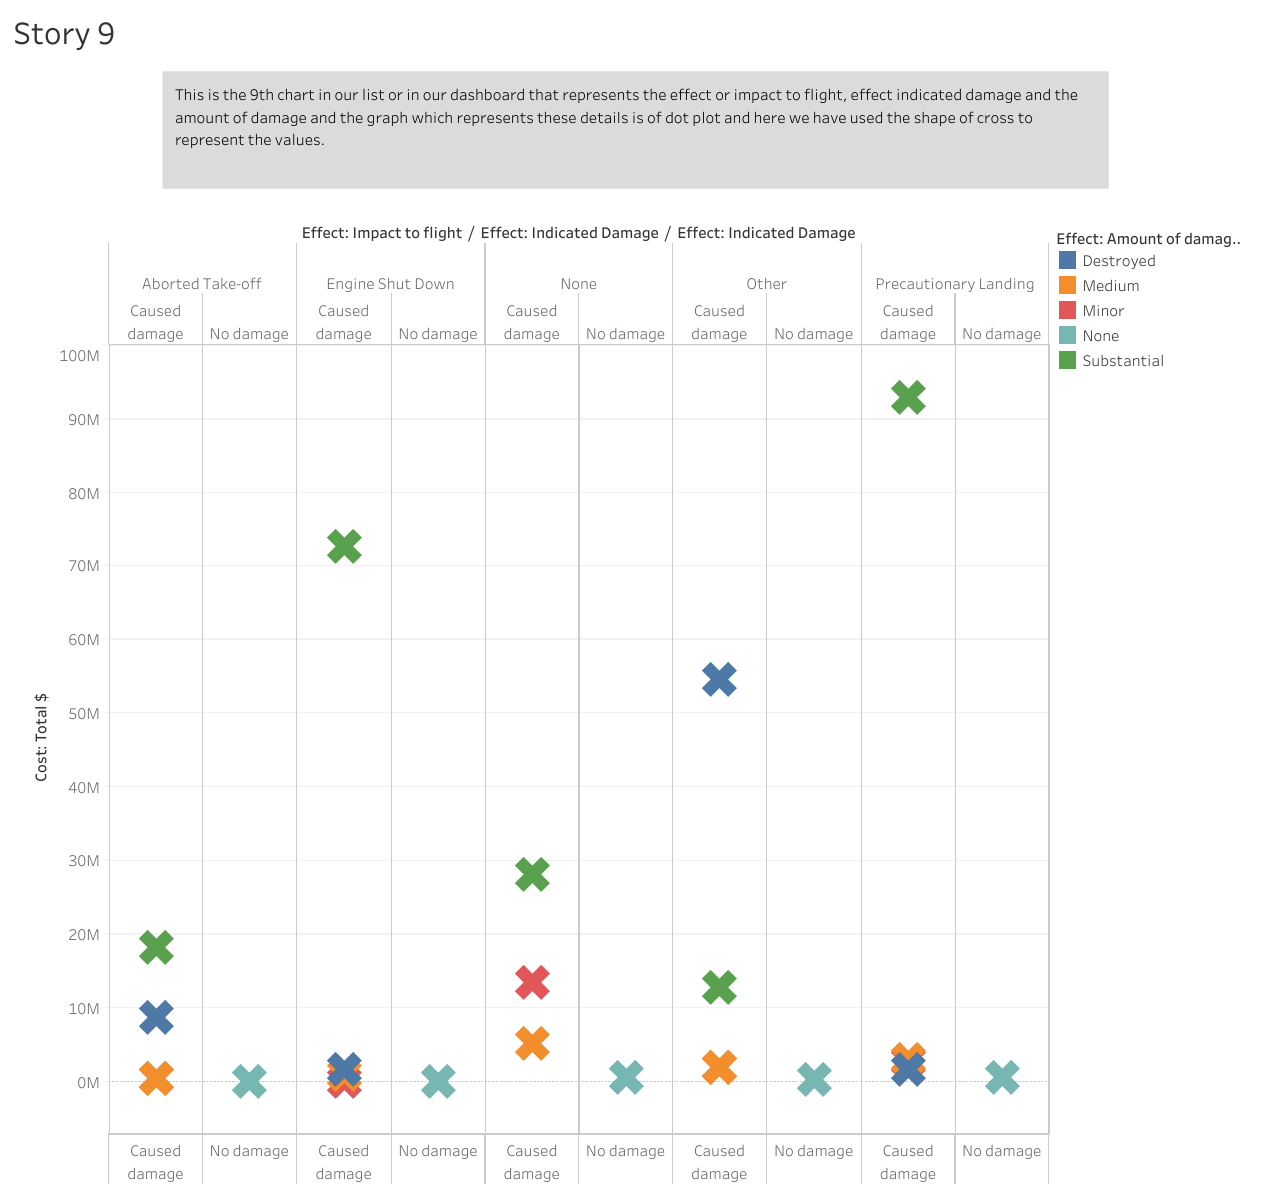 Story 9
This is the 9th chart in our list or in our dashboard that represents the effect or impact to flight, effect indicated damage and the
amount of damage and the graph which represents these details is of dot plot and here we have used the shape of cross to
represent the values.
Effect: Impact to flight / Effect: Indicated Damage / Effect: Indicated Damage
Effect: Amount of damag..
Destroyed
Medium
Minor
None
Substantial
Aborted Take-off Engine Shut Down None Other Precautionary Landing
Caused Caused Caused Caused Caused
damage No damage damage No damage damage No damage damage No damage damage No damage
100M
90M
80M
70M
60M
50M
40M
30M
20M
10M
0M
Cost: Total $
Caused No damage Caused No damage Caused No damage Caused No damage Caused No damage
damage damage damage damage damage